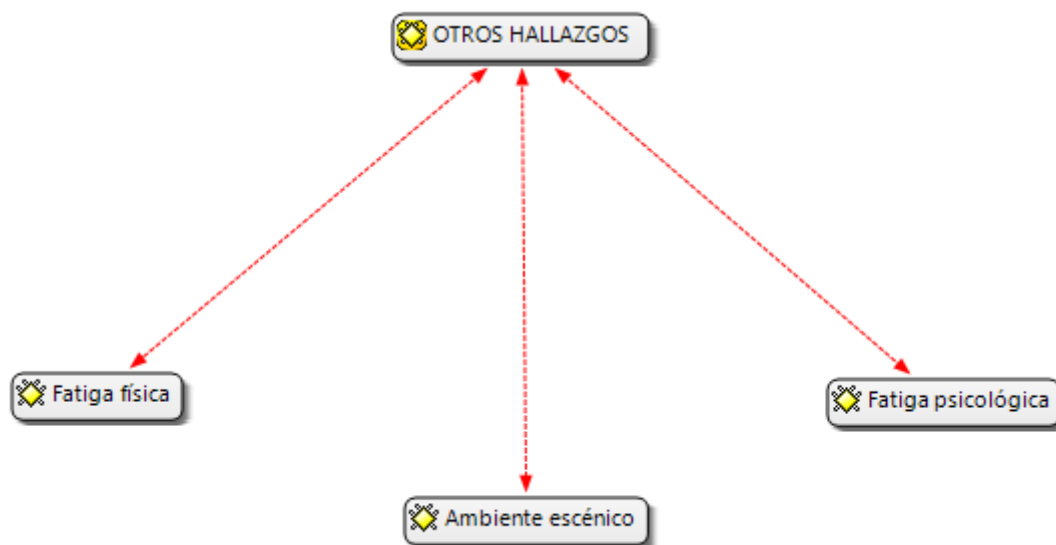 OTROS HALLAZGOS
Fatiga física
Fatiga psicológica
Ambiente escénico